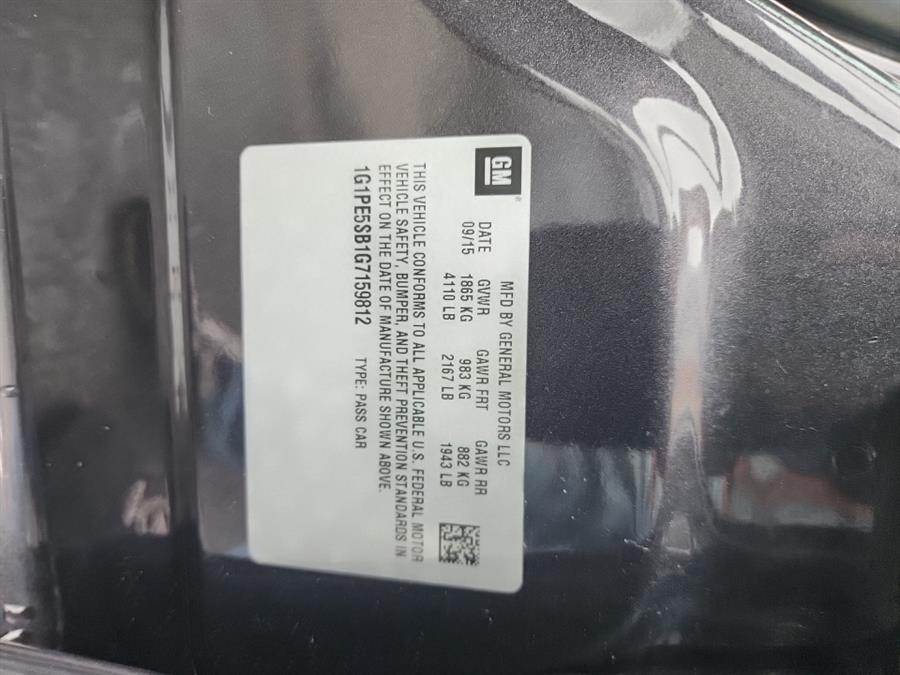 GM
MFD BY GENERAL MOTORS LLC
DATE GVWR GAWR FRT GAWR RR
09/15 1865 KG 983 KG 882 KG
4110 LB 2167 LB 1943 LB
THIS VEHICLE CONFORMS TO ALL APPLICABLE U.S. FEDERAL MOTOR
VEHICLE SAFETY, BUMPER, AND THEFT PREVENTION STANDARDS IN
EFFECT ON THE DATE OF MANUFACTURE SHOWN ABOVE.
1G1PE5SB1G7159812 TYPE: PASS CAR